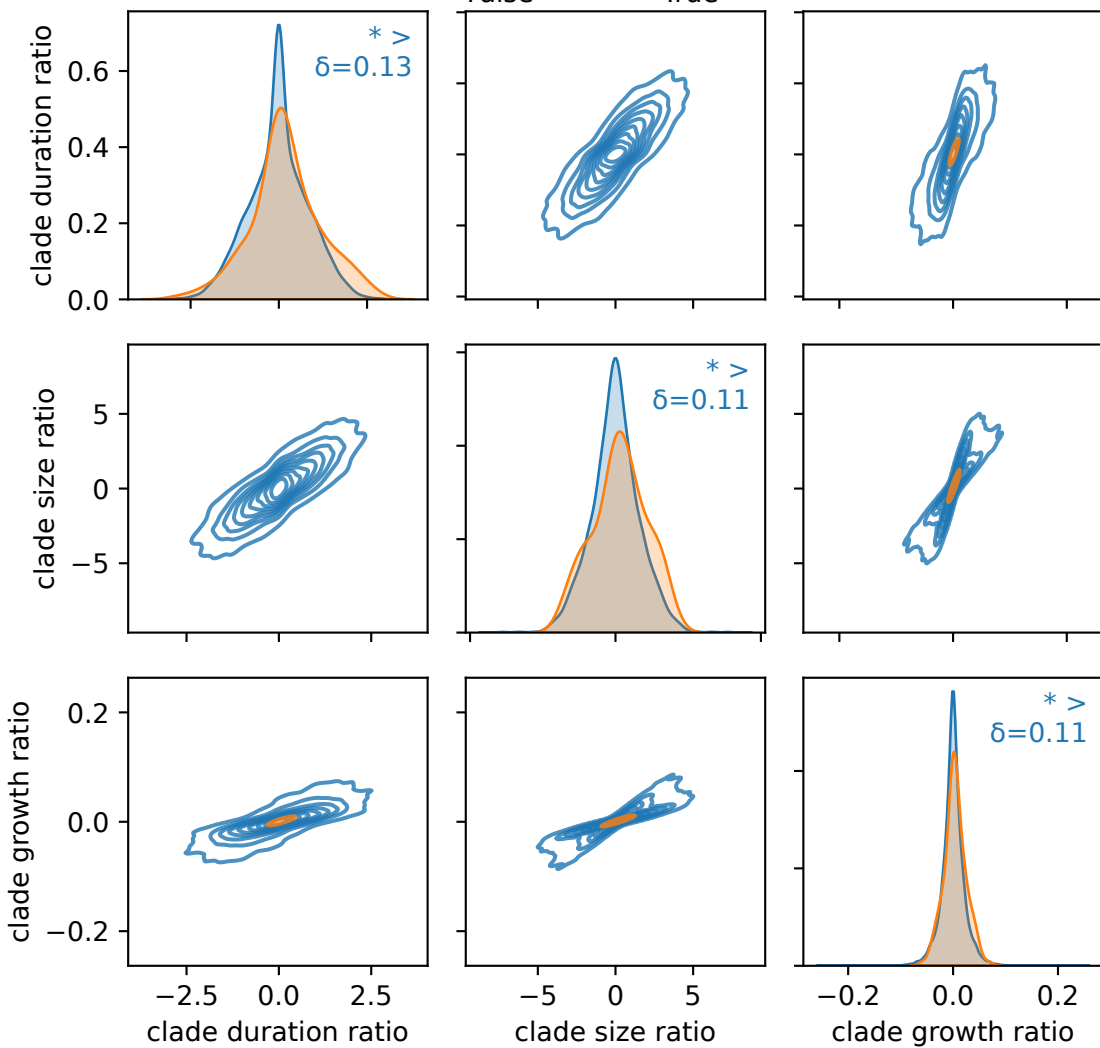 * >
δ=0.13
clade duration ratio
0.6
0.4
0.2
0.0
* >
δ=0.11
clade size ratio
5
0
−5
* >
δ=0.11
clade growth ratio
0.2
0.0
−0.2
−2.5 0.0 2.5
−5 0 5
−0.2 0.0 0.2
clade duration ratio
clade size ratio
clade growth ratio